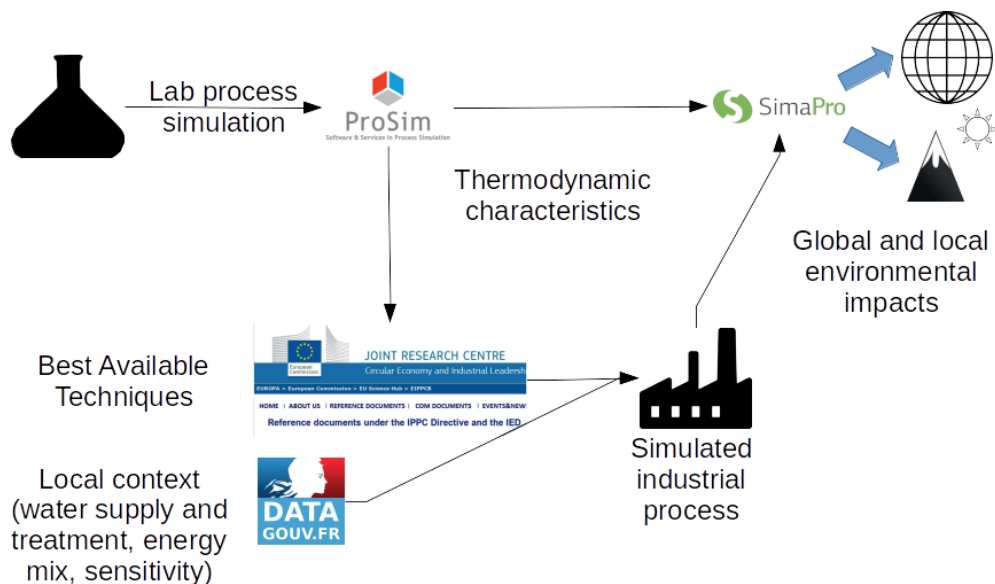 Lab process
simulation
ProSim
Software & Services in Process Simulation
SimaPro
Thermodynamic
characteristics
Global and local
environmental
impacts
Best Available
Techniques
European
Commission
JOINT RESEARCH CENTRE
Circular Economy and Industrial Leadersh
EUROPA > European Commission > EU Science Hub > EIPPCB
HOME | ABOUT US | REFERENCE DOCUMENTS | COM DOCUMENTS | EVENTS&NEW
Reference documents under the IPPC Directive and the IED
Simulated
industrial
process
Local context
(water supply and
treatment, energy
mix, sensitivity)
DATA
GOUV.FR